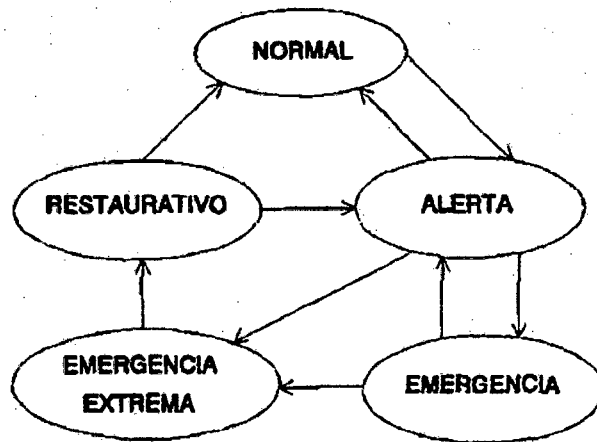 NORMAL
RESTAURATIVO
ALERTA
EMERGENCIA
EXTREMA
EMERGENCIA